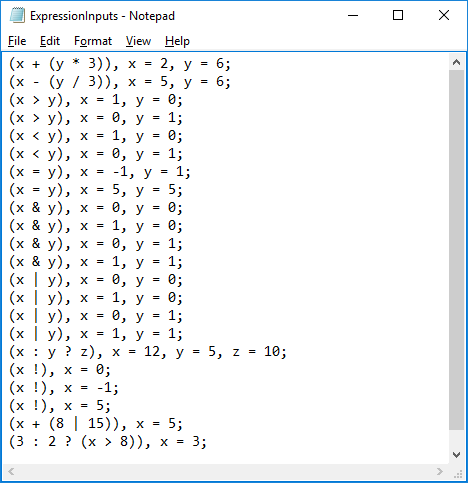 ExpressionInputs - Notepad
File Edit Format View Help
(x + (y * 3)), x = 2, y = 6;
(x - (y / 3)), x = 5, y = 6;
(x > y), x = 1, y = 0;
(x > y), x = 0, y = 1;
(x < y), x = 1, y = 0;
(x < y), x = 0, y = 1;
(x = y), x = -1, y = 1;
(x = y), x = 5, y = 5;
(x & y), x = 0, y = 0;
(x & y), x = 1, y = 0;
(x & y), x = 0, y = 1;
(x & y), x = 1, y = 1;
(x | y), x = 0, y = 0;
(x | y), x = 1, y = 0;
(x | y), x = 0, y = 1;
(x | y), x = 1, y = 1;
(x : y ? z), x = 12, y = 5, z = 10;
(x !), x = 0;
(x !), x = -1;
(x !), x = 5;
(x + (8 | 15)), x = 5;
(3 : 2 ? (x > 8)), x = 3;